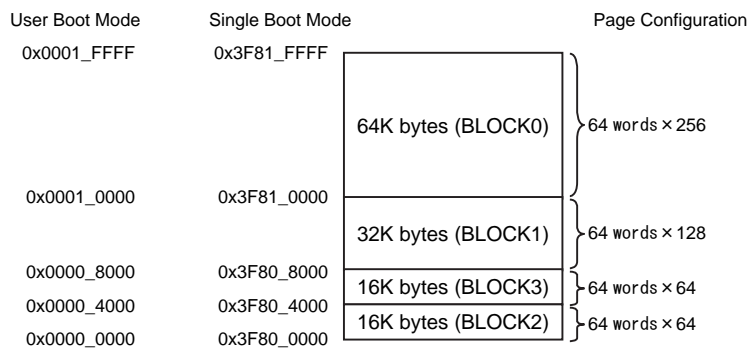 User Boot Mode Single Boot Mode Page Configuration
0x0001_FFFF 0x3F81_FFFF
64K bytes (BLOCK0) 64 words×256
0x0001_0000 0x3F81_0000
32K bytes (BLOCK1) 64 words×128
0x0000_8000 0x3F80_8000
16K bytes (BLOCK3) 64 words×64
0x0000_4000 0x3F80_4000
16K bytes (BLOCK2) 64 words×64
0x0000_0000 0x3F80_0000